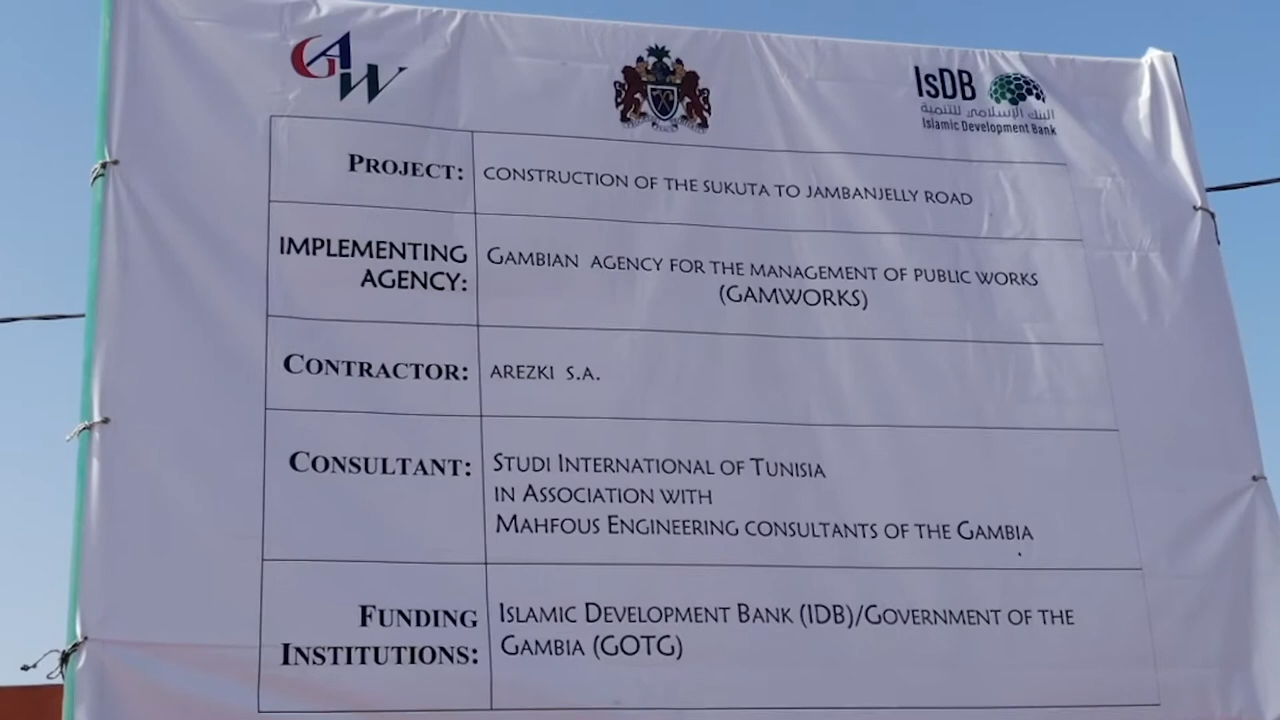 GAW
IsDB
البنك الإسلامي للتنمية
Islamic Development Bank
PROJECT: CONSTRUCTION OF THE SUKUTA TO JAMBANJELLY ROAD
IMPLEMENTING AGENCY: GAMBIAN AGENCY FOR THE MANAGEMENT OF PUBLIC WORKS
(GAMWORKS)
CONTRACTOR: AREZKI S.A.
CONSULTANT: STUDI INTERNATIONAL OF TUNISIA
IN ASSOCIATION WITH
MAHFOUS ENGINEERING CONSULTANTS OF THE GAMBIA
FUNDING INSTITUTIONS: ISLAMIC DEVELOPMENT BANK (IDB)/GOVERNMENT OF THE
GAMBIA (GOTG)